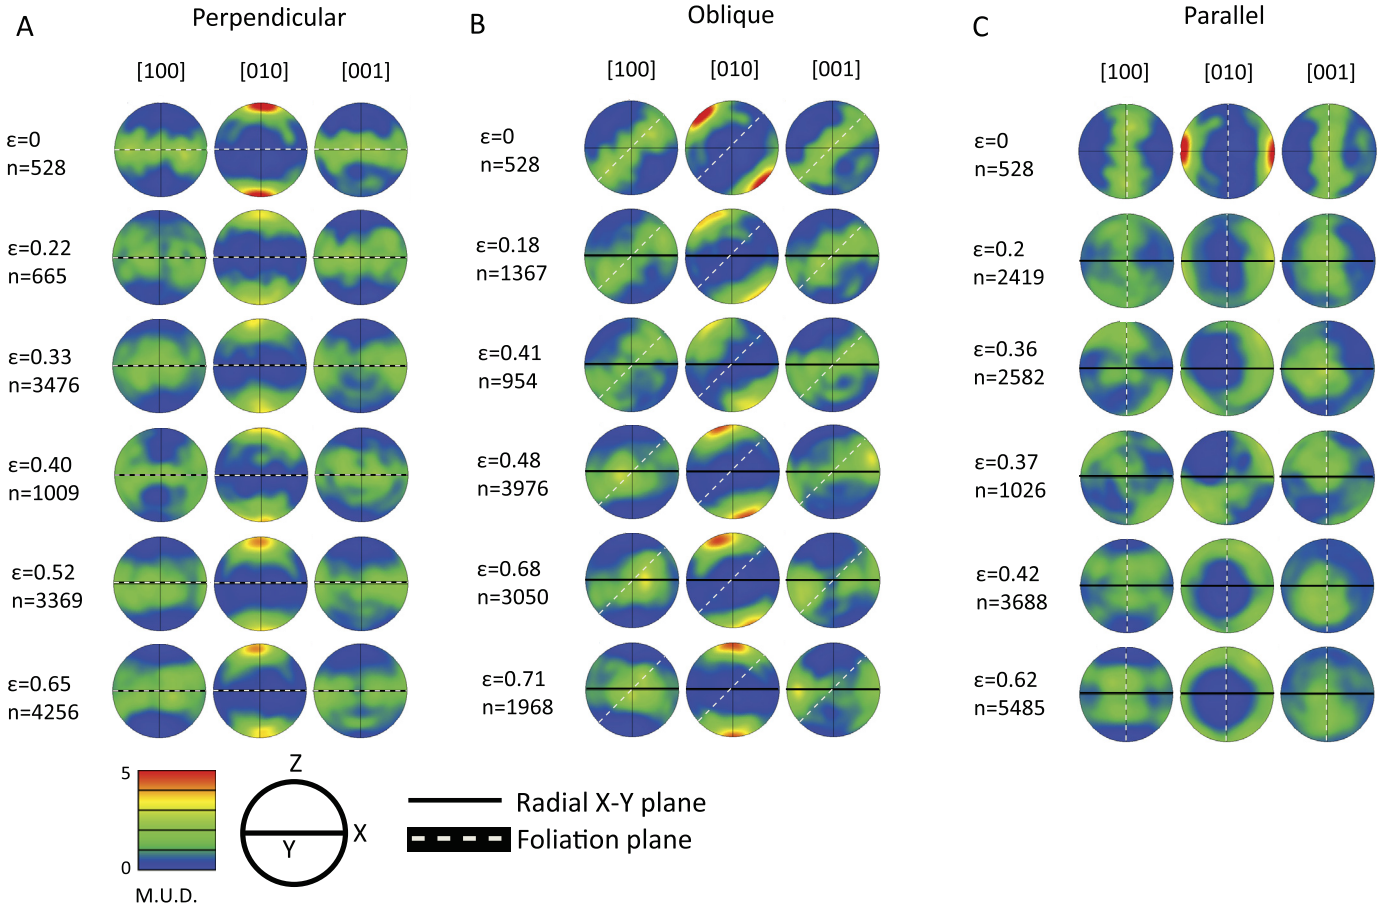 A
Perpendicular
[100] [010] [001]
ε=0
n=528
ε=0.22
n=665
ε=0.33
n=3476
ε=0.40
n=1009
ε=0.52
n=3369
ε=0.65
n=4256
B
Oblique
[100] [010] [001]
ε=0
n=528
ε=0.18
n=1367
ε=0.41
n=954
ε=0.48
n=3976
ε=0.68
n=3050
ε=0.71
n=1968
C
Parallel
[100] [010] [001]
ε=0
n=528
ε=0.2
n=2419
ε=0.36
n=2582
ε=0.37
n=1026
ε=0.42
n=3688
ε=0.62
n=5485
5
0
M.U.D.
Z
X
Y
Radial X-Y plane
Foliation plane